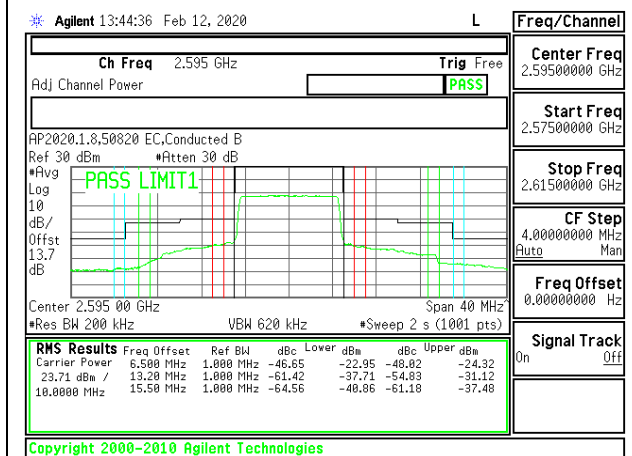 Agilent 13:44:36 Feb 12, 2020 L
Freq/Channel
Ch Freq 2.595 GHz Trig Free
Adj Channel Power PASS
AP2020.1.8,50820 EC,Conducted B
Ref 30 dBm #Atten 30 dB
#Avg
Log
10
dB/
Offst
13.7
dB
PASS LIMIT1
Center 2.595 00 GHz Span 40 MHz^
#Res BW 200 kHz VBW 620 kHz #Sweep 2 s (1001 pts)
RMS Results Freq Offset Ref BW dBc Lower dBm dBc Upper dBm
Carrier Power 6.500 MHz 1.000 MHz -46.65 -22.95 -48.02 -24.32
23.71 dBm / 13.20 MHz 1.000 MHz -61.42 -37.71 -54.83 -31.12
10.0000 MHz 15.50 MHz 1.000 MHz -64.56 -40.86 -61.18 -37.48
Center Freq
2.59500000 GHz
Start Freq
2.57500000 GHz
Stop Freq
2.61500000 GHz
CF Step
4.00000000 MHz
Auto Man
Freq Offset
0.00000000 Hz
Signal Track
On Off
Copyright 2000-2010 Agilent Technologies